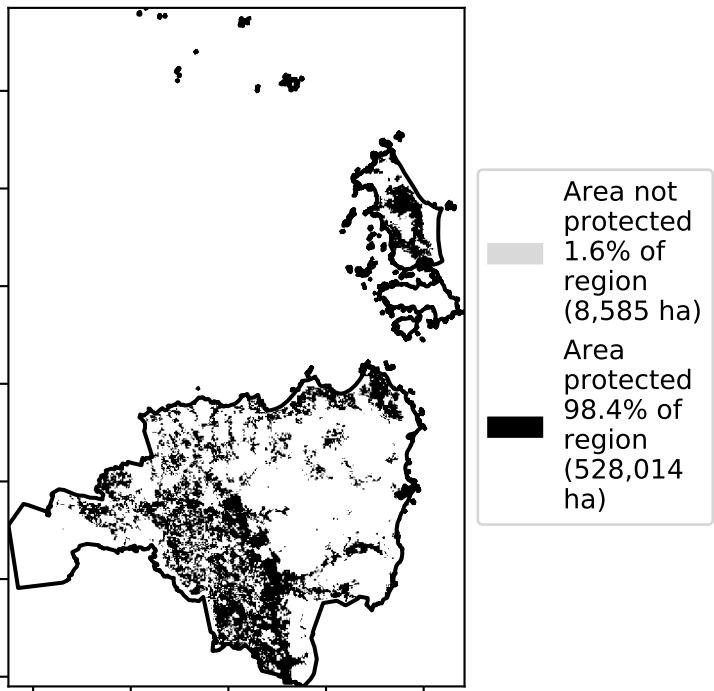 Area not
protected
1.6% of
region
(8,585 ha)
Area
protected
98.4% of
region
(528,014
ha)